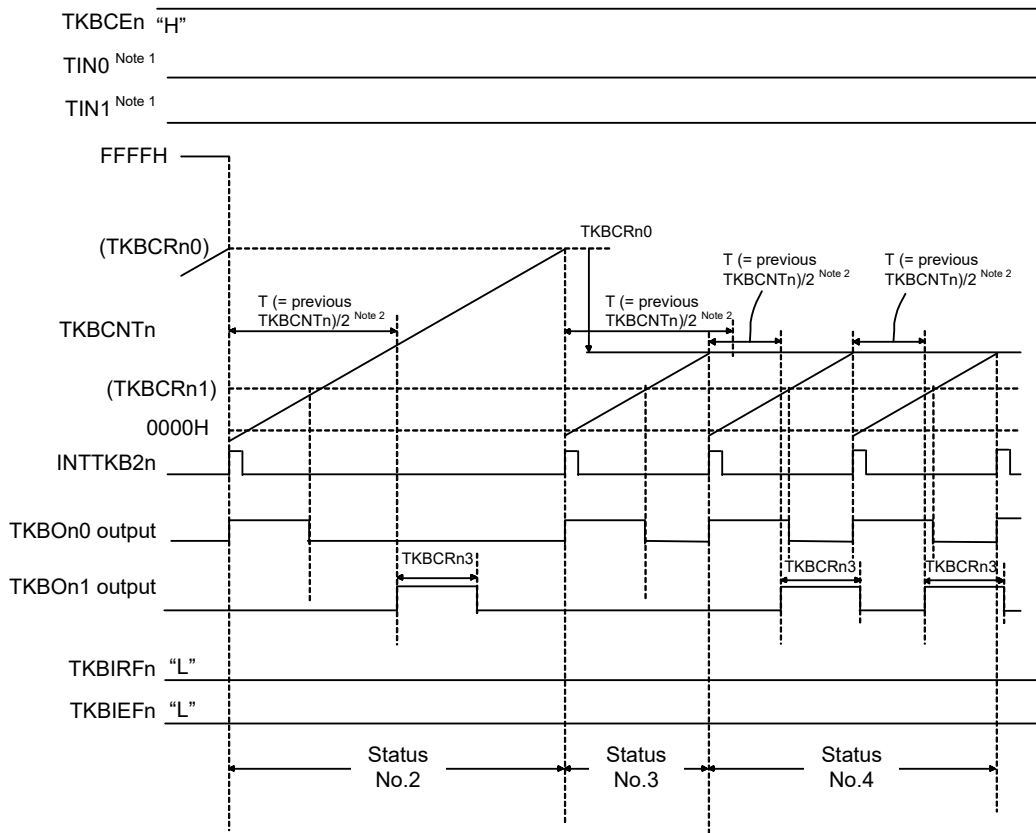 TKBCEn "H"
TIN0 Note 1
TIN1 Note 1
FFFFH
(TKBCRn0)
TKBCRn0
T (= previous
TKBCNTn)/2 Note 2
T (= previous
TKBCNTn)/2 Note 2
T (= previous
TKBCNTn)/2 Note 2
T (= previous
TKBCNTn)/2 Note 2
TKBCNTn
(TKBCRn1)
0000H
INTTKB2n
TKBOn0 output
TKBCRn3
TKBCRn3
TKBCRn3
TKBOn1 output
TKBIRFn "L"
TKBIEFn "L"
Status
No.2
Status
No.3
Status
No.4